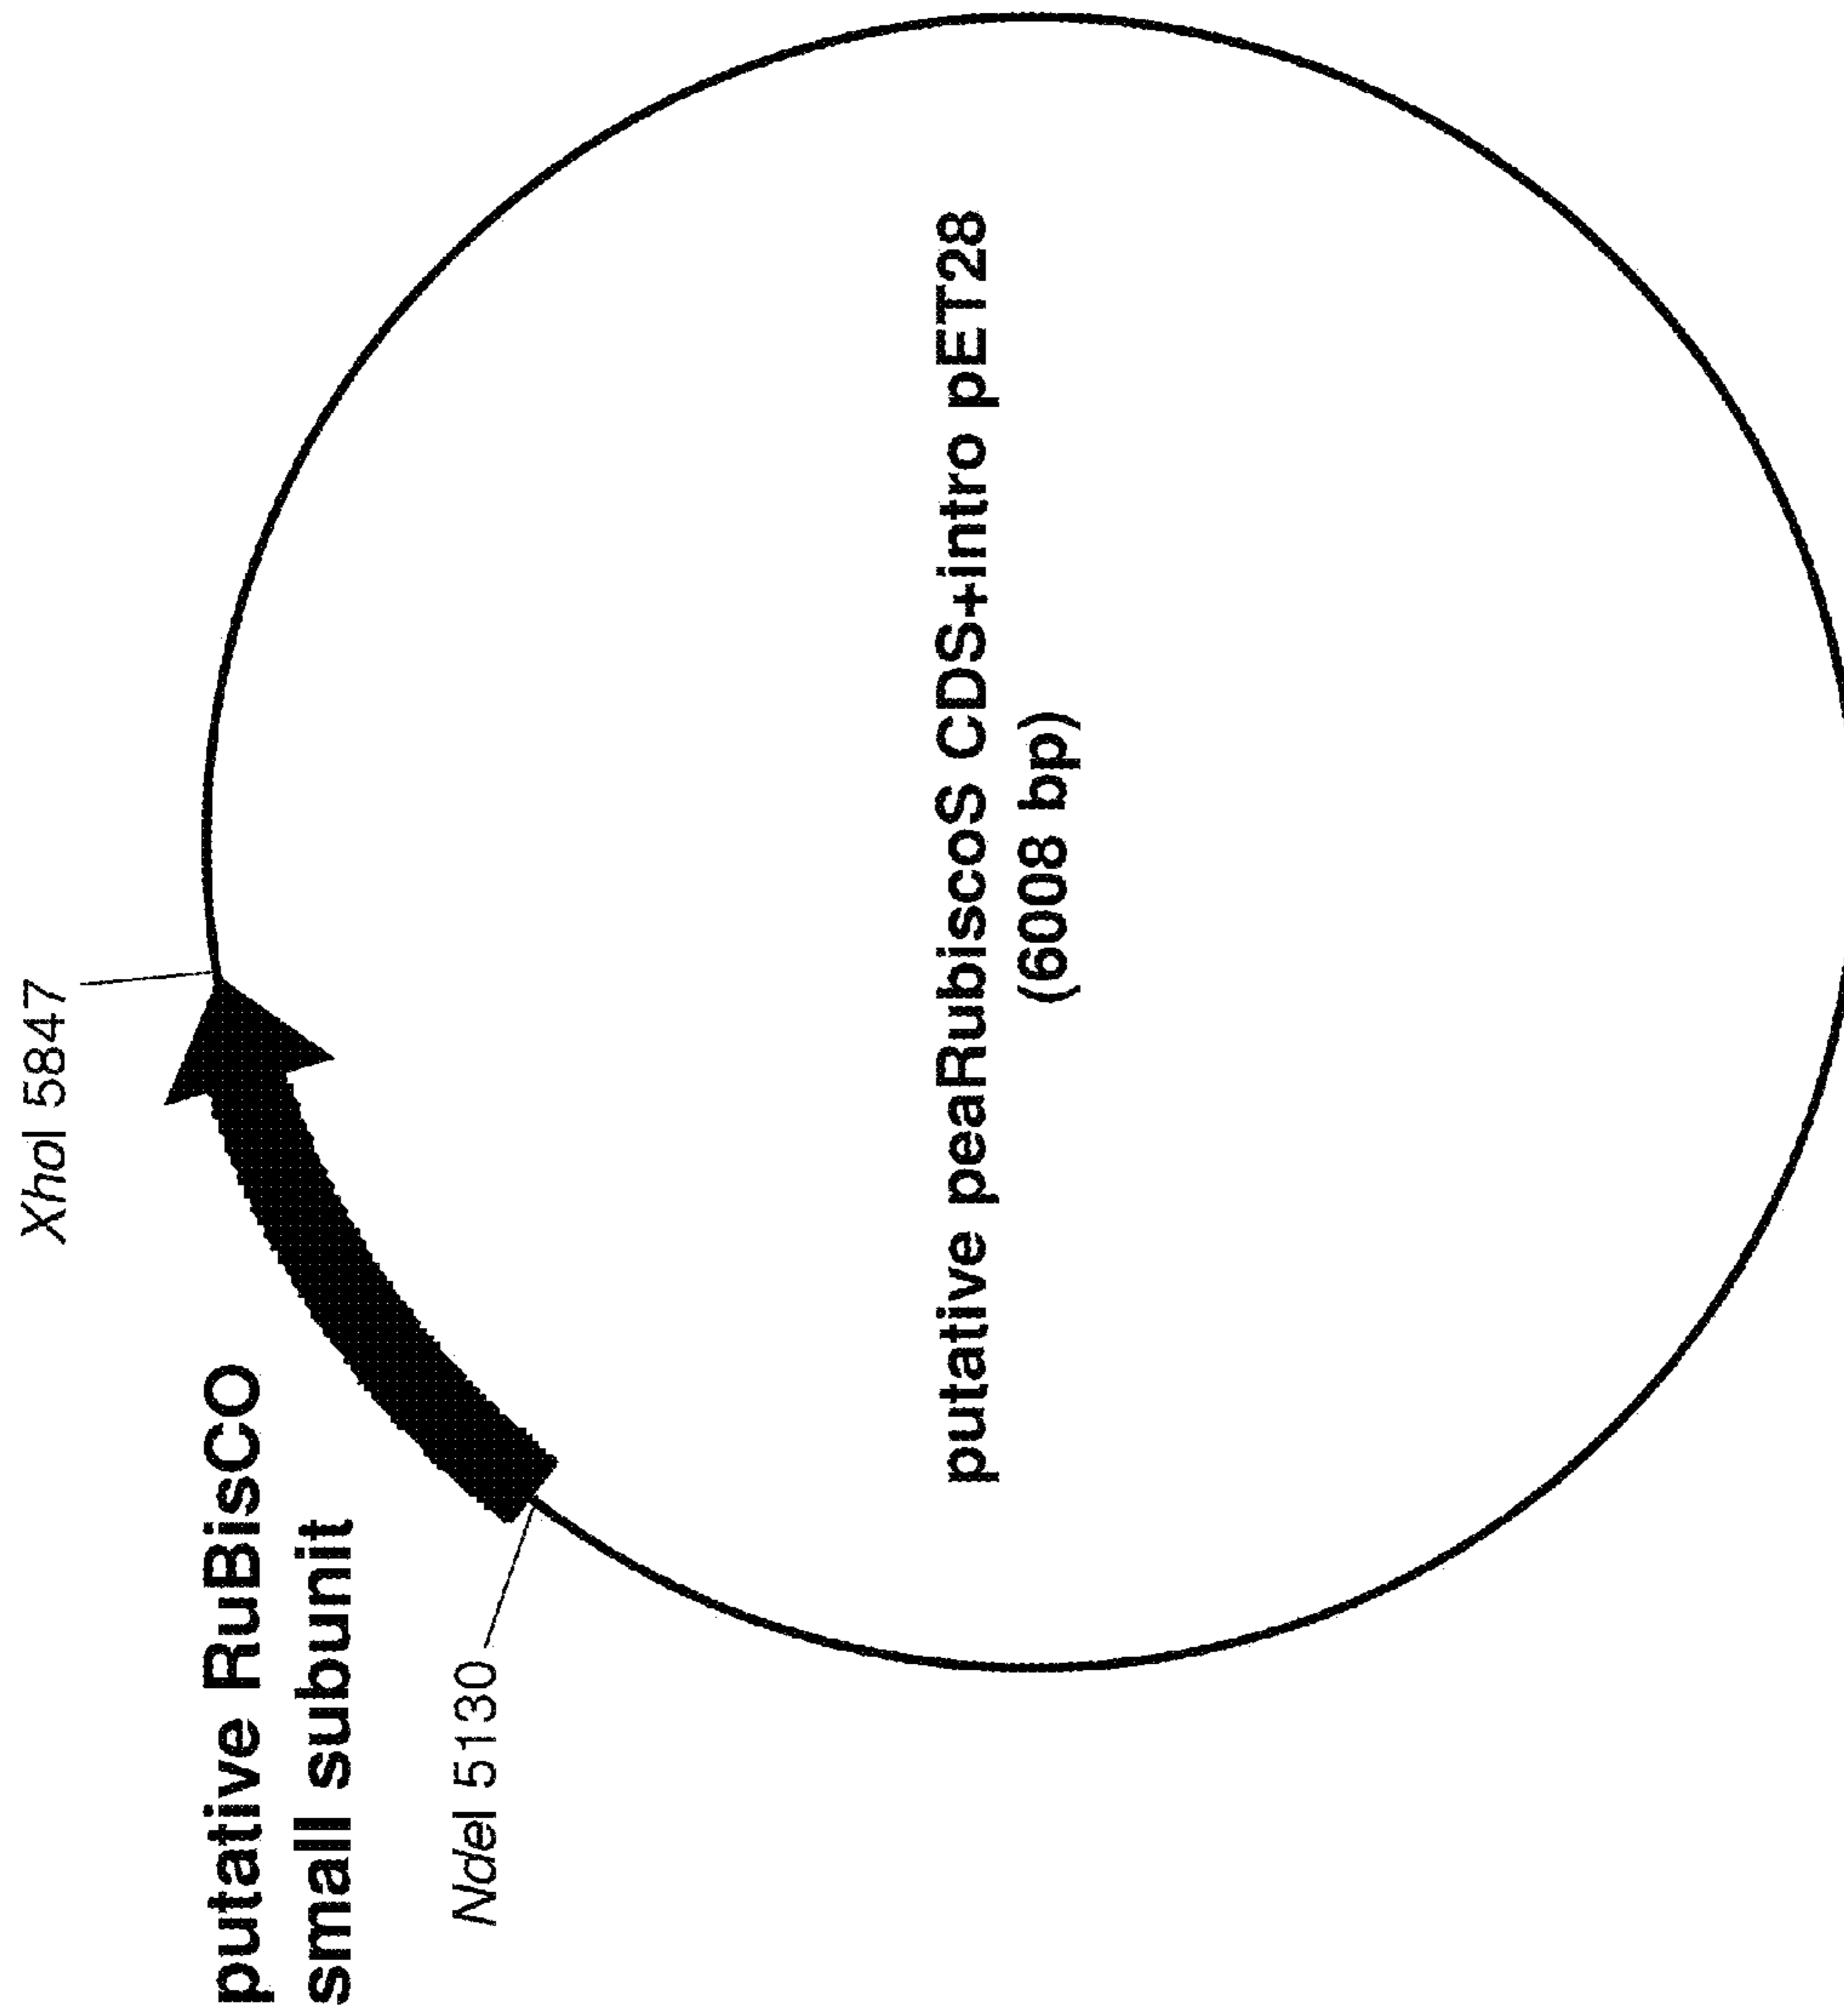 XhoI 5847
putative RuBisCO
small subunit
NdeI 5130
putative peaRubiscoS CDS+intro pET28
(6008 bp)